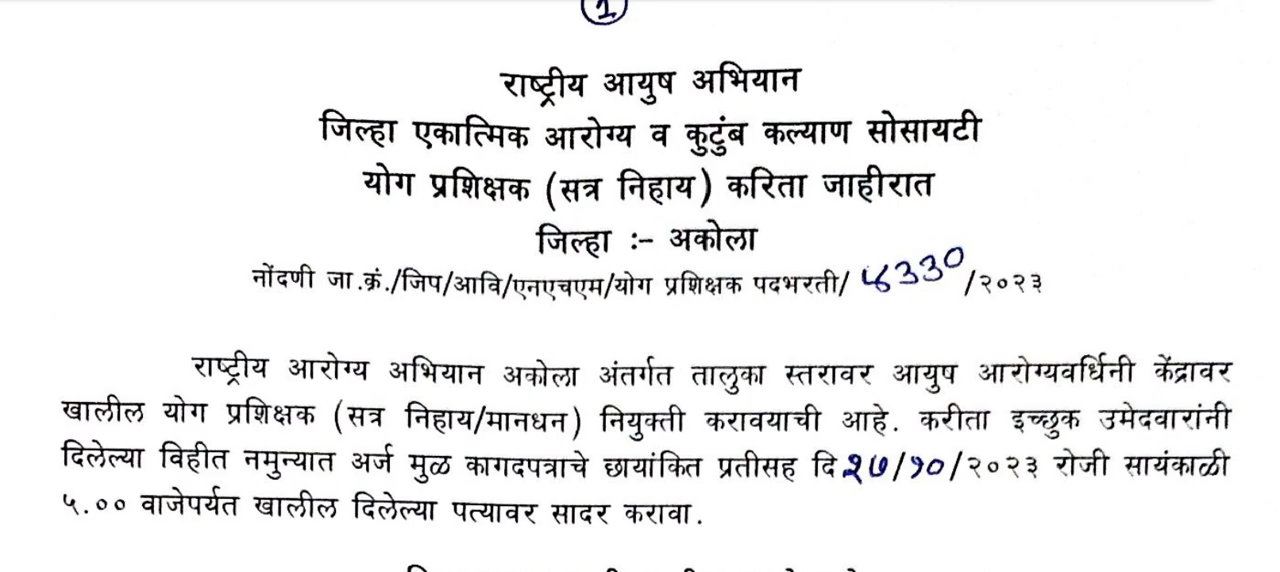 1
राष्ट्रीय आयुष अभियान
जिल्हा एकात्मिक आरोग्य व कुटुंब कल्याण सोसायटी
योग प्रशिक्षक (सत्र निहाय) करिता जाहीरात
जिल्हा :- अकोला
नोंदणी जा.क्रं./जिप/आवि/एनएचएम/योग प्रशिक्षक पदभरती/ ५३३० /२०२३
राष्ट्रीय आरोग्य अभियान अकोला अंतर्गत तालुका स्तरावर आयुष आरोग्यवर्धिनी केंद्रावर
खालील योग प्रशिक्षक (सत्र निहाय/मानधन) नियुक्ती करावयाची आहे. करीता इच्छुक उमेदवारांनी
दिलेल्या विहीत नमुन्यात अर्ज मुळ कागदपत्राचे छायांकित प्रतीसह दि २७/१०/२०२३ रोजी सायंकाळी
५.०० वाजेपर्यत खालील दिलेल्या पत्यावर सादर करावा.